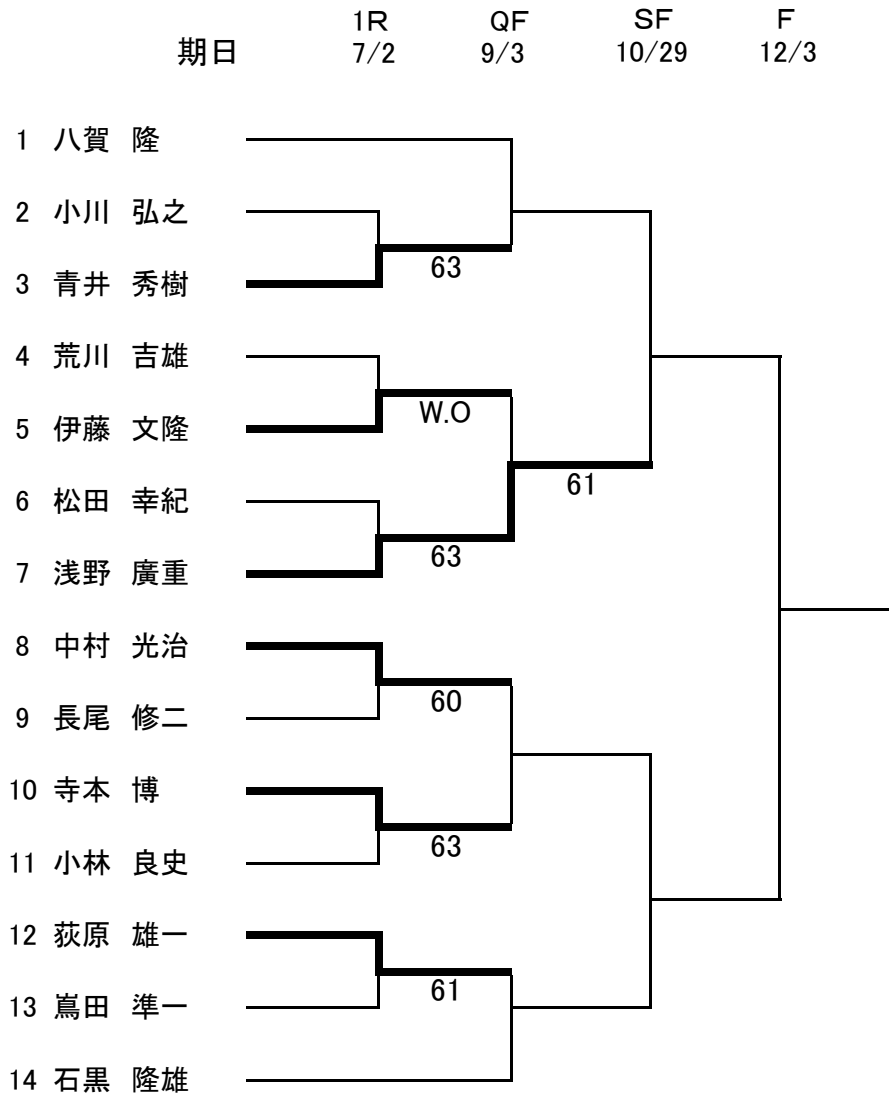 1R QF SF F
期日 7/2 9/3 10/29 12/3
1 八賀 隆
2 小川 弘之
63
3 青井 秀樹
4 荒川 吉雄
W.O
5 伊藤 文隆
61
6 松田 幸紀
63
7 浅野 廣重
8 中村 光治
60
9 長尾 修二
10 寺本 博
63
11 小林 良史
12 荻原 雄一
61
13 嶌田 準一
14 石黒 隆雄